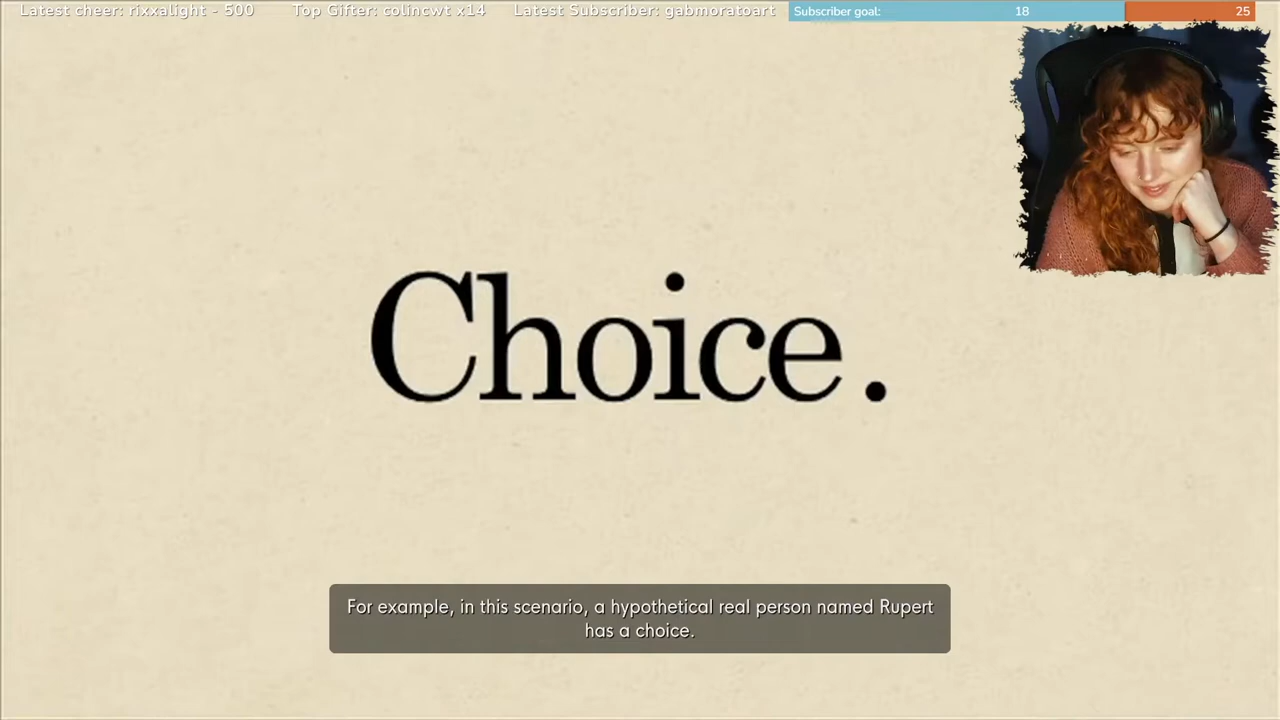 Latest cheer: rixxalight - 500 Top Gifter: colincwt x14 Latest Subscriber: gabmoratoart Subscriber goal: 18 25
Choice.
For example, in this scenario, a hypothetical real person named Rupert
has a choice.